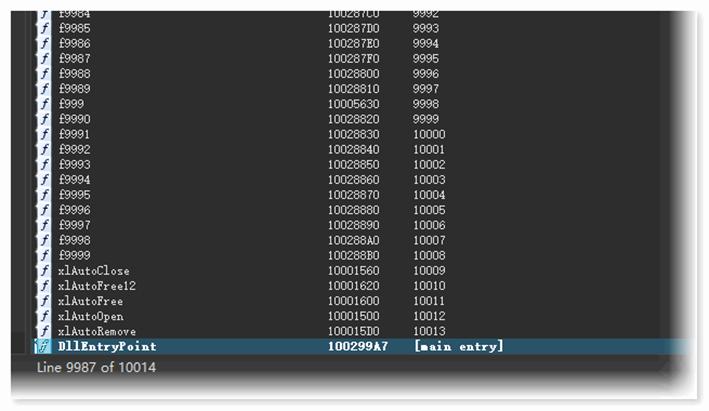 f9984 100287C0 9992
f9985 100287D0 9993
f9986 100287E0 9994
f9987 100287F0 9995
f9988 10028800 9996
f9989 10028810 9997
f999 10005630 9998
f9990 10028820 9999
f9991 10028830 10000
f9992 10028840 10001
f9993 10028850 10002
f9994 10028860 10003
f9995 10028870 10004
f9996 10028880 10005
f9997 10028890 10006
f9998 100288A0 10007
f9999 100288B0 10008
xlAutoClose 10001560 10009
xlAutoFree12 10001620 10010
xlAutoFree 10001600 10011
xlAutoOpen 10001500 10012
xlAutoRemove 100015D0 10013
DllEntryPoint 100299A7 [main entry]
Line 9987 of 10014